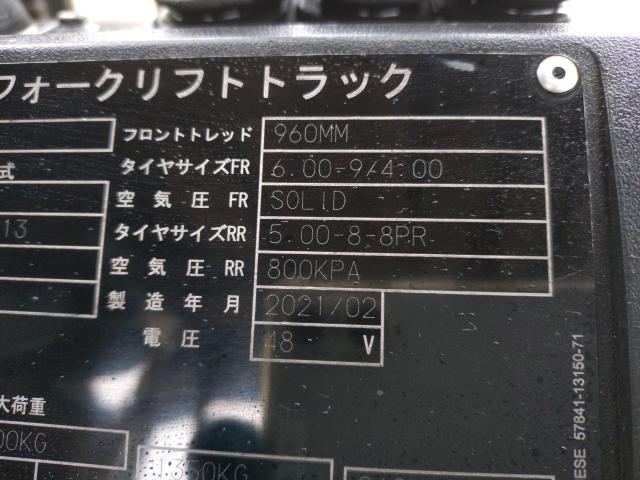 フォークリフトトラック
フロントトレッド 960MM
式 タイヤサイズFR 6.00-9/4.00
空気圧 FR SOLID
13 タイヤサイズRR 5.00-8-8PR
空気圧 RR 800KPA
製造年月 2021/02
電圧 48 V
大荷重
00KG
1350KG
ESE 57841-13150-71